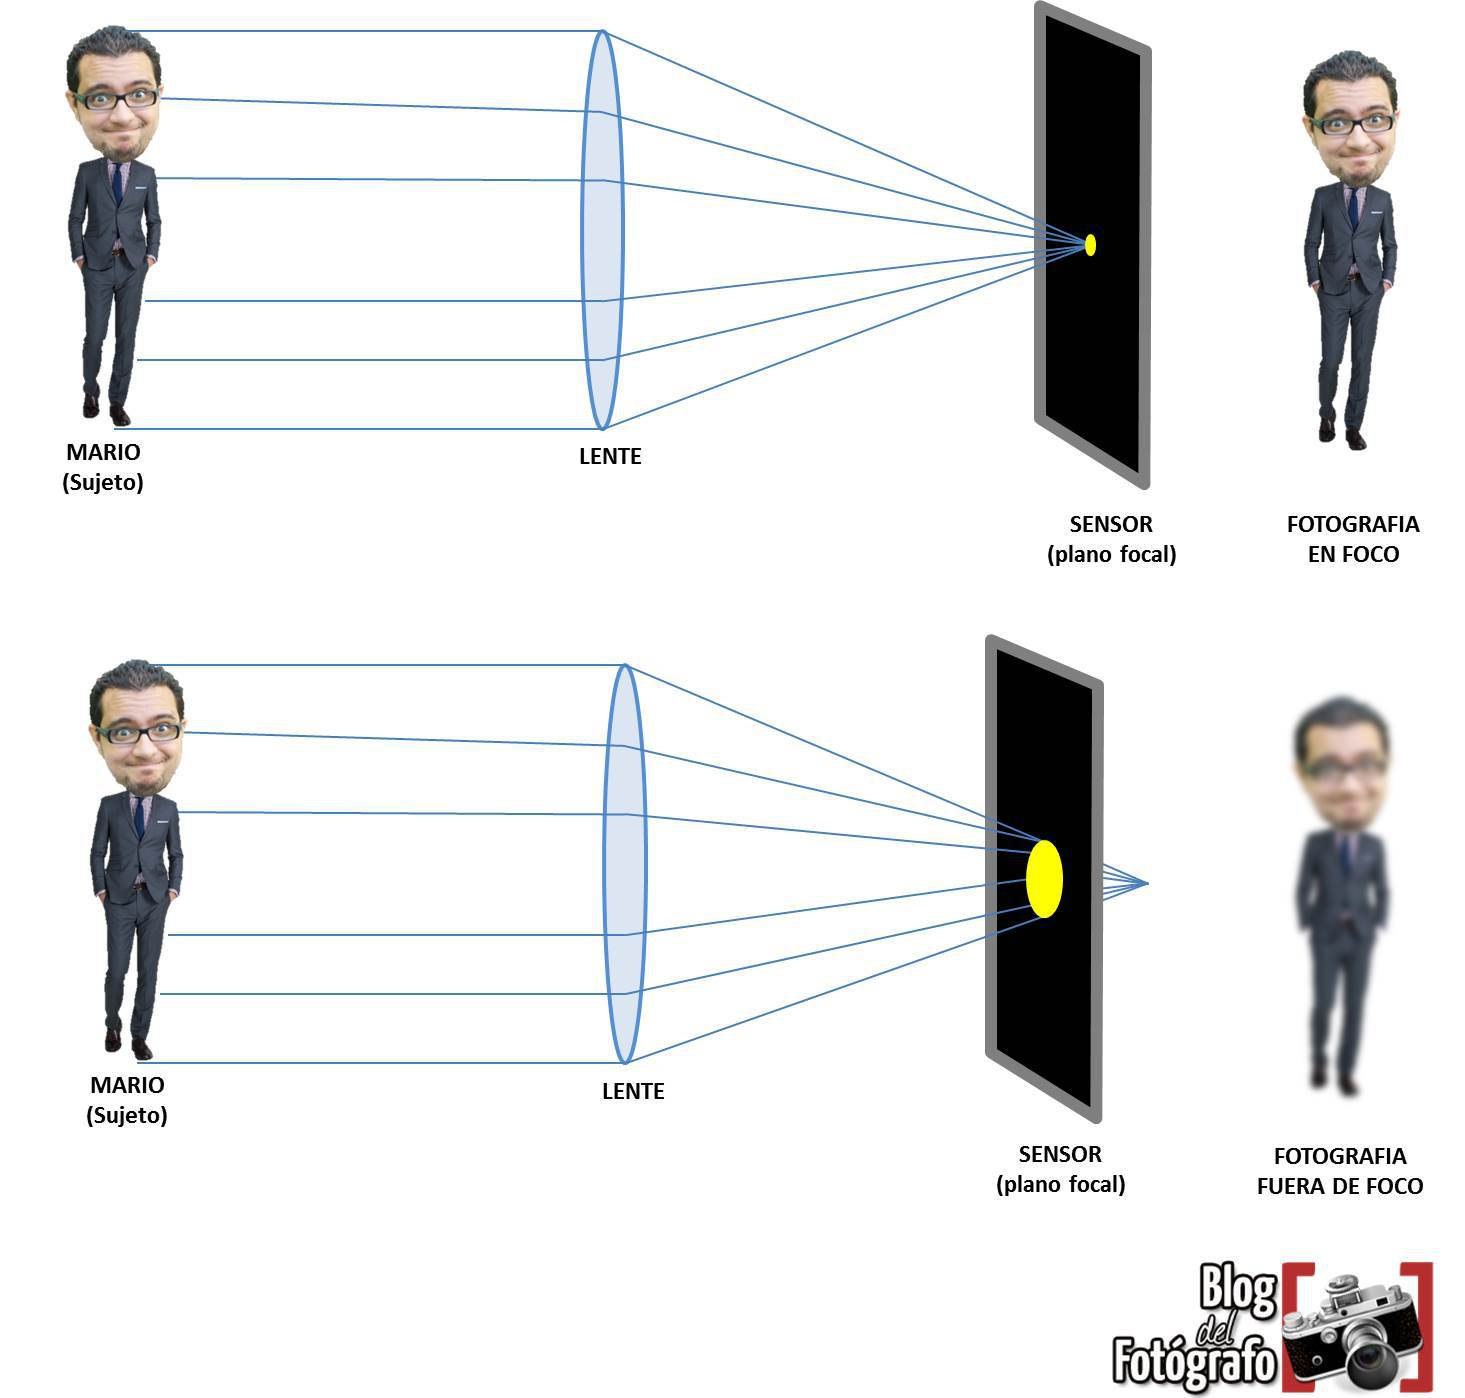 MARIO
(Sujeto)
LENTE
SENSOR
(plano focal)
FOTOGRAFIA
EN FOCO
MARIO
(Sujeto)
LENTE
SENSOR
(plano focal)
FOTOGRAFIA
FUERA DE FOCO
Blog
del
Fotógrafo